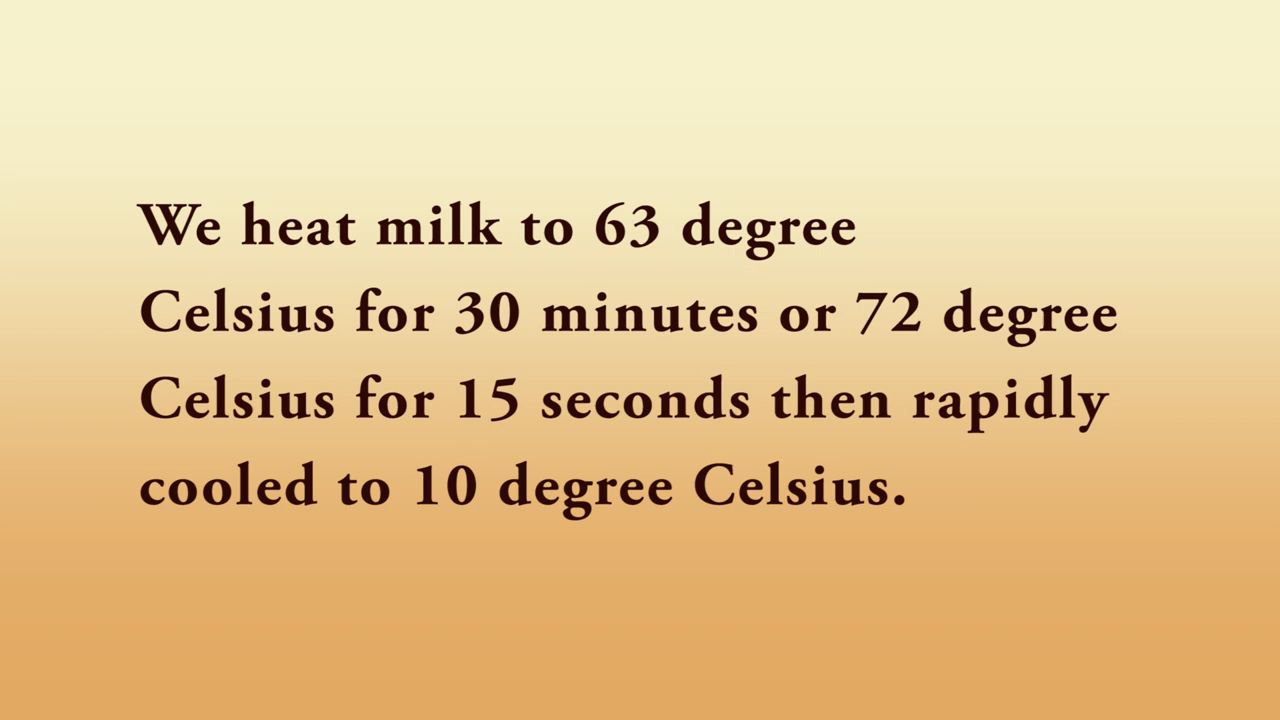 We heat milk to 63 degree
Celsius for 30 minutes or 72 degree
Celsius for 15 seconds then rapidly
cooled to 10 degree Celsius.